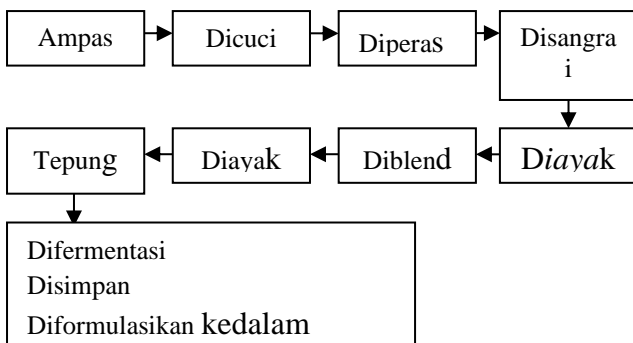 Ampas
Dicuci
Diperas
Disangra
i
Diayak
Diblend
Diayak
Tepung
Difermentasi
Disimpan
Diformulasikan kedalam